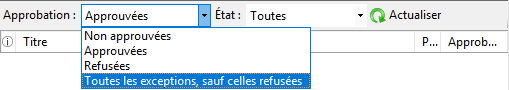 Approbation : Approuvées État : Toutes Actualiser
Non approuvées
Titre P... Approb...
Approuvées
Refusées
Toutes les exceptions, sauf celles refusées